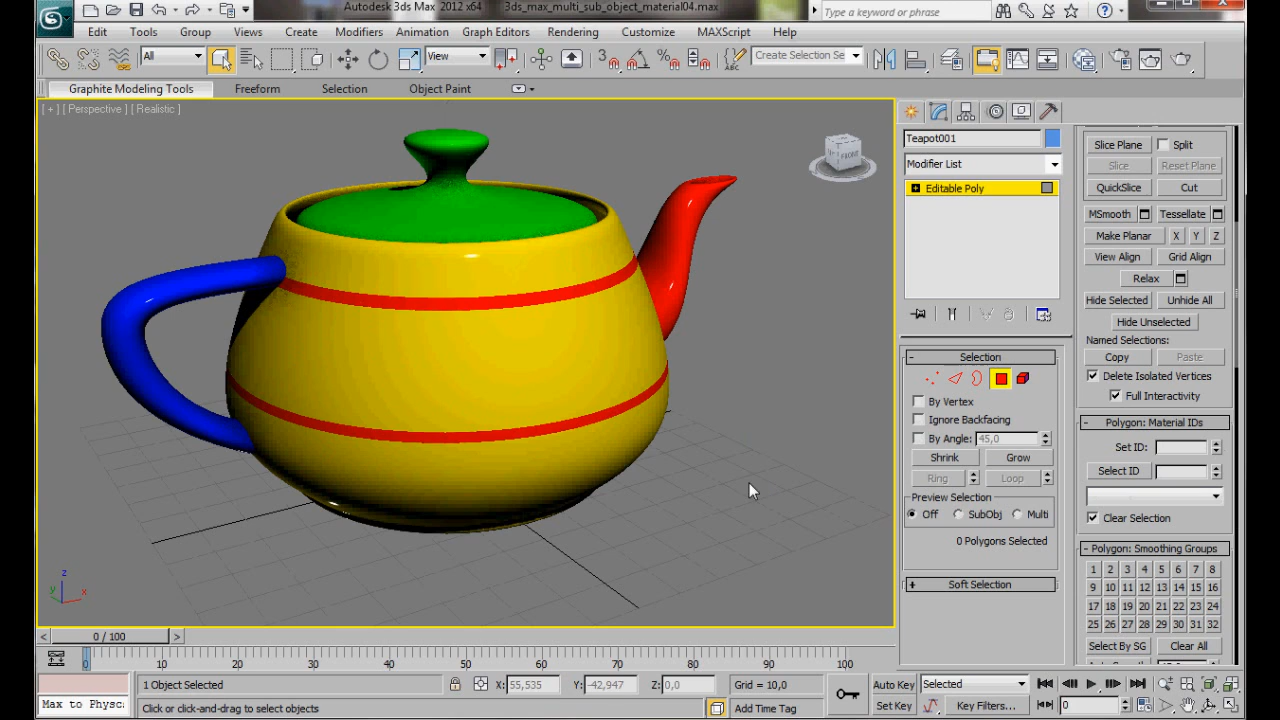 Autodesk 3ds Max 2012 x64 3ds_max_multi_sub_object_material04.max
Type a keyword or phrase
Edit Tools Group Views Create Modifiers Animation Graph Editors Rendering Customize MAXScript Help
All View 3 Create Selection Se
Graphite Modeling Tools Freeform Selection Object Paint
[ + ] [ Perspective ] [ Realistic ]
FRONT
Teapot001
Modifier List
Editable Poly
Slice Plane Split
Slice Reset Plane
QuickSlice Cut
MSmooth Tessellate
Make Planar X Y Z
View Align Grid Align
Relax
Hide Selected Unhide All
Hide Unselected
Named Selections:
Copy Paste
Delete Isolated Vertices
Full Interactivity
- Selection
By Vertex
Ignore Backfacing
By Angle: 45,0
Shrink Grow
Ring Loop
Preview Selection
Off SubObj Multi
0 Polygons Selected
+ Soft Selection
- Polygon: Material IDs
Set ID:
Select ID
Clear Selection
- Polygon: Smoothing Groups
1 2 3 4 5 6 7 8
9 10 11 12 13 14 15 16
17 18 19 20 21 22 23 24
25 26 27 28 29 30 31 32
Select By SG Clear All
z
y x
< 0 / 100 >
0 10 20 30 40 50 60 70 80 90 100
1 Object Selected X: 55,535 Y: -42,947 Z: 0,0 Grid = 10,0 Auto Key Selected
Max to Physc Click or click-and-drag to select objects Add Time Tag Set Key Key Filters... 0